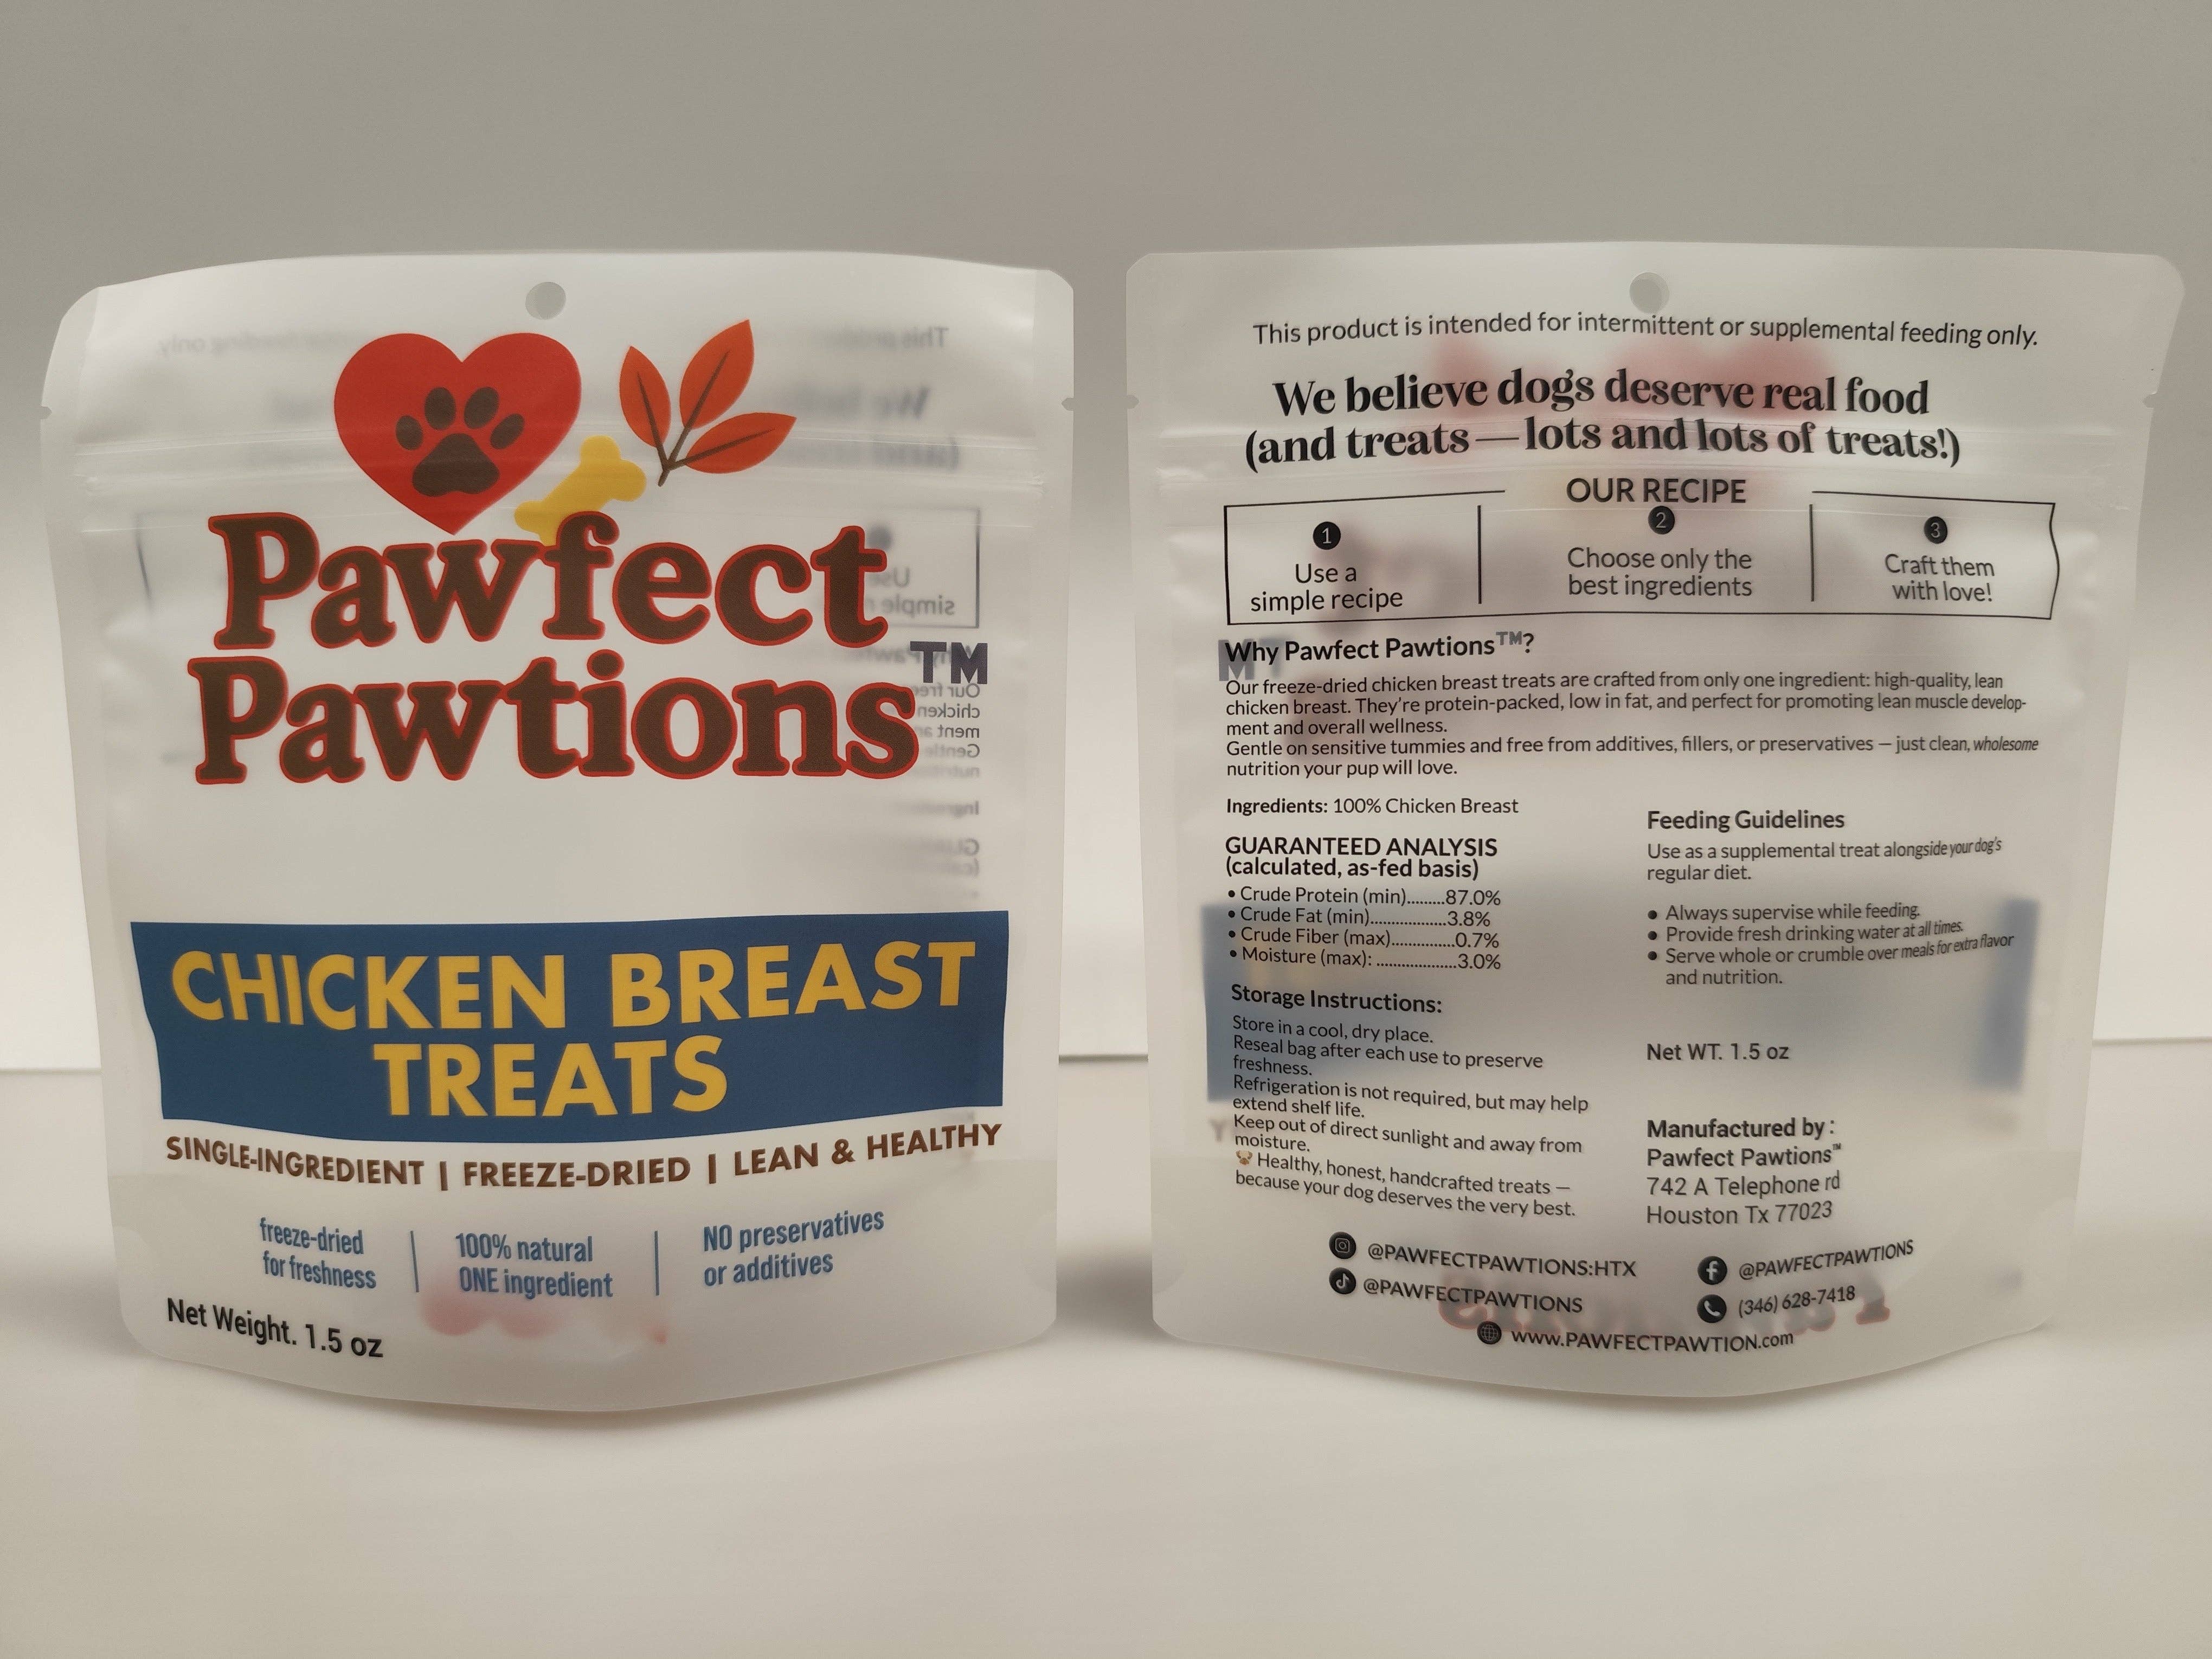 Pawfect
Pawtions™
CHICKEN BREAST
TREATS
SINGLE-INGREDIENT | FREEZE-DRIED | LEAN & HEALTHY
freeze-dried
for freshness
100% natural
ONE ingredient
NO preservatives
or additives
Net Weight. 1.5 oz
This product is intended for intermittent or supplemental feeding only.
We believe dogs deserve real food
(and treats—lots and lots of treats!)
OUR RECIPE
1
Use a
simple recipe
2
Choose only the
best ingredients
3
Craft them
with love!
Why Pawfect Pawtions™?
Our freeze-dried chicken breast treats are crafted from only one ingredient: high-quality, lean
chicken breast. They're protein-packed, low in fat, and perfect for promoting lean muscle develop-
ment and overall wellness.
Gentle on sensitive tummies and free from additives, fillers, or preservatives — just clean, wholesome
nutrition your pup will love.
Ingredients: 100% Chicken Breast
GUARANTEED ANALYSIS
(calculated, as-fed basis)
• Crude Protein (min).........87.0%
• Crude Fat (min).................3.8%
• Crude Fiber (max)..............0.7%
• Moisture (max): ..................3.0%
Storage Instructions:
Store in a cool, dry place.
Reseal bag after each use to preserve
freshness.
Refrigeration is not required, but may help
extend shelf life.
Keep out of direct sunlight and away from
moisture.
Healthy, honest, handcrafted treats —
because your dog deserves the very best.
Feeding Guidelines
Use as a supplemental treat alongside your dog's
regular diet.
• Always supervise while feeding.
• Provide fresh drinking water at all times.
• Serve whole or crumble over meals for extra flavor
and nutrition.
Net WT. 1.5 oz
Manufactured by :
Pawfect Pawtions™
742 A Telephone rd
Houston Tx 77023
@PAWFECTPAWTIONS:HTX
@PAWFECTPAWTIONS
@PAWFECTPAWTIONS
(346) 628-7418
www.PAWFECTPAWTION.com